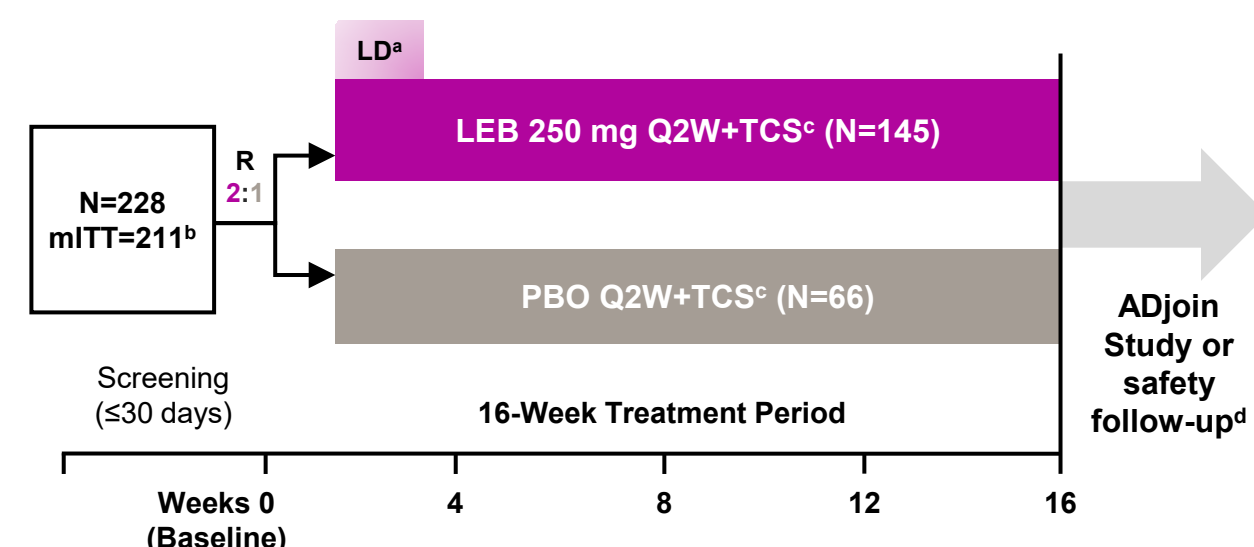 LDᵃ
LEB 250 mg Q2W+TCSᶜ (N=145)
R
2:1
N=228
mITT=211ᵇ
PBO Q2W+TCSᶜ (N=66)
ADjoin
Study or
safety
follow-upᵈ
Screening
(≤30 days)
16-Week Treatment Period
Weeks 0 4 8 12 16
(Baseline)